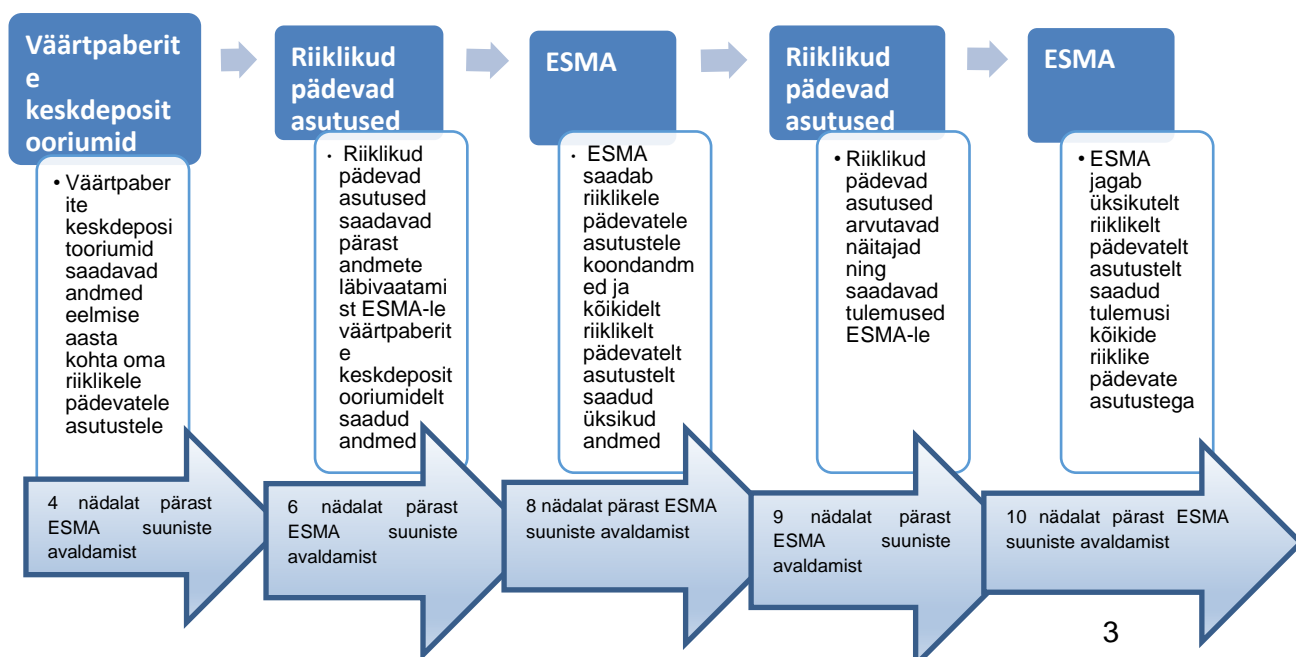 Väärtpaberit
e
keskdeposit
ooriumid
• Väärtpaber
ite
keskdeposi
tooriumid
saadavad
andmed
eelmise
aasta
kohta oma
riiklikele
pädevatele
asutustele
4 nädalat pärast
ESMA suuniste
avaldamist
Riiklikud
pädevad
asutused
• Riiklikud
pädevad
asutused
saadavad
pärast
andmete
läbivaatami
st ESMA-le
väärtpaberit
e
keskdeposit
ooriumidelt
saadud
andmed
6 nädalat pärast
ESMA suuniste
avaldamist
ESMA
• ESMA
saadab
riiklikele
pädevatele
asutustele
koondandm
ed ja
kõikidelt
riiklikelt
pädevatelt
asutustelt
saadud
üksikud
andmed
8 nädalat pärast ESMA
suuniste avaldamist
Riiklikud
pädevad
asutused
• Riiklikud
pädevad
asutused
arvutavad
näitajad
ning
saadavad
tulemused
ESMA-le
9 nädalat pärast
ESMA suuniste
avaldamist
ESMA
• ESMA
jagab
üksikutelt
riiklikelt
pädevatelt
asutustelt
saadud
tulemusi
kõikide
riiklike
pädevate
asutustega
10 nädalat pärast ESMA
suuniste avaldamist
3